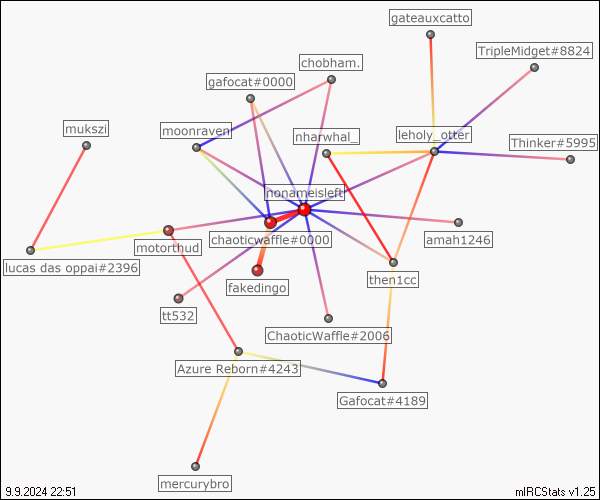 gateauxcatto
TripleMidget#8824
chobham.
gafocat#0000
mukszi
moonraven
nharwhal_
leholy_otter
Thinker#5995
nonameisleft
chaoticwaffle#0000
amah1246
motorthud
lucas das oppai#2396
fakedingo
then1cc
tt532
ChaoticWaffle#2006
Azure Reborn#4243
Gafocat#4189
mercurybro
9.9.2024 22:51
mIRCStats v1.25